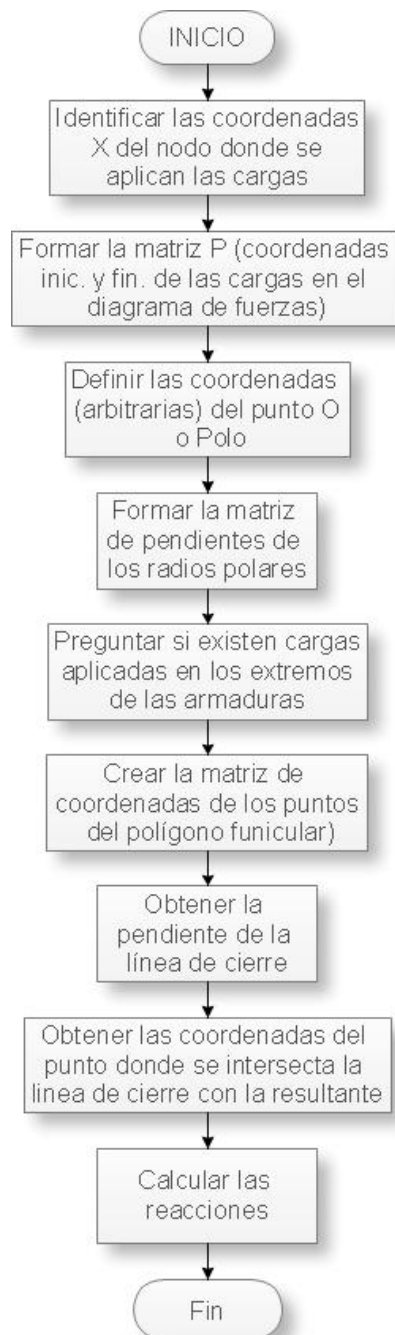 INICIO
Identificar las coordenadas
X del nodo donde se
aplican las cargas
Formar la matriz P (coordenadas
inic. y fin. de las cargas en el
diagrama de fuerzas)
Definir las coordenadas
(arbitrarias) del punto O
o Polo
Formar la matriz
de pendientes de
los radios polares
Preguntar si existen cargas
aplicadas en los extremos
de las armaduras
Crear la matriz de
coordenadas de los puntos
del polígono funicular)
Obtener la
pendiente de la
línea de cierre
Obtener las coordenadas del
punto donde se intersecta la
linea de cierre con la resultante
Calcular las
reacciones
Fin